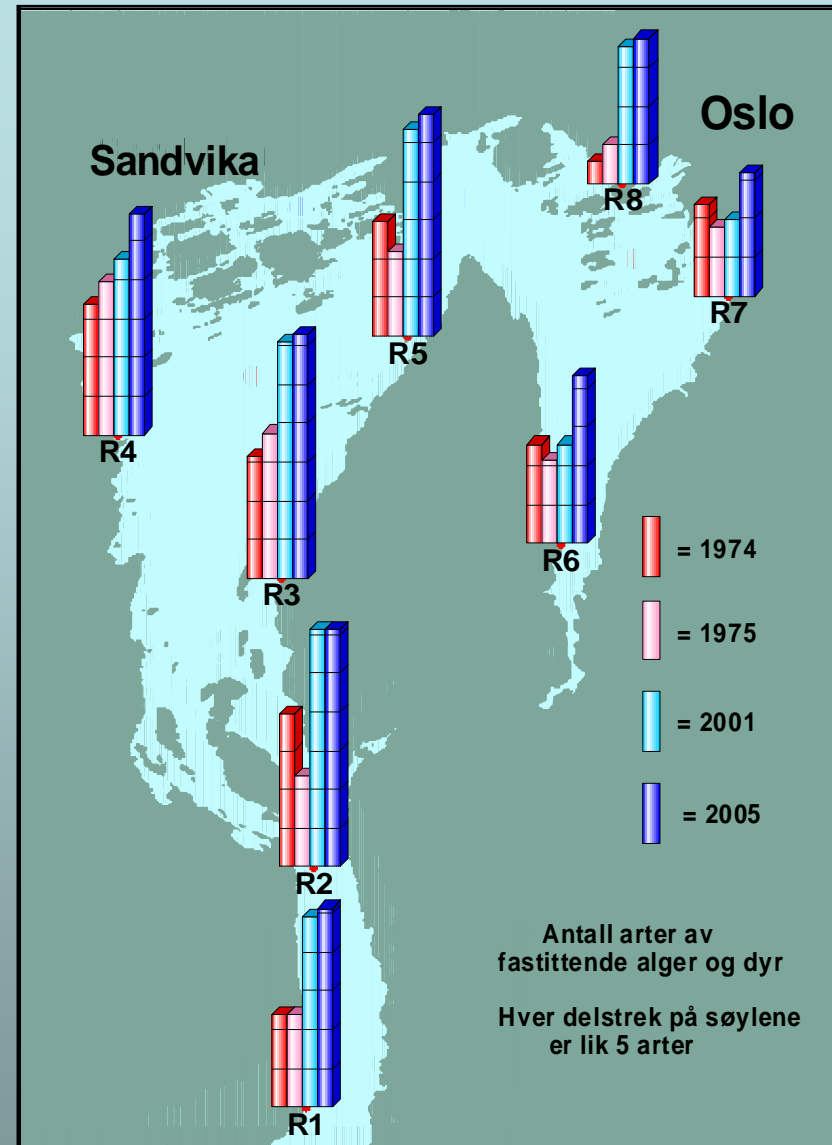 Oslo
Sandvika
R8
R7
R5
R4
R6
R3
= 1974
= 1975
= 2001
= 2005
R2
Antall arter av
fastittende alger og dyr
Hver delstrek på søylene
er lik 5 arter
R1